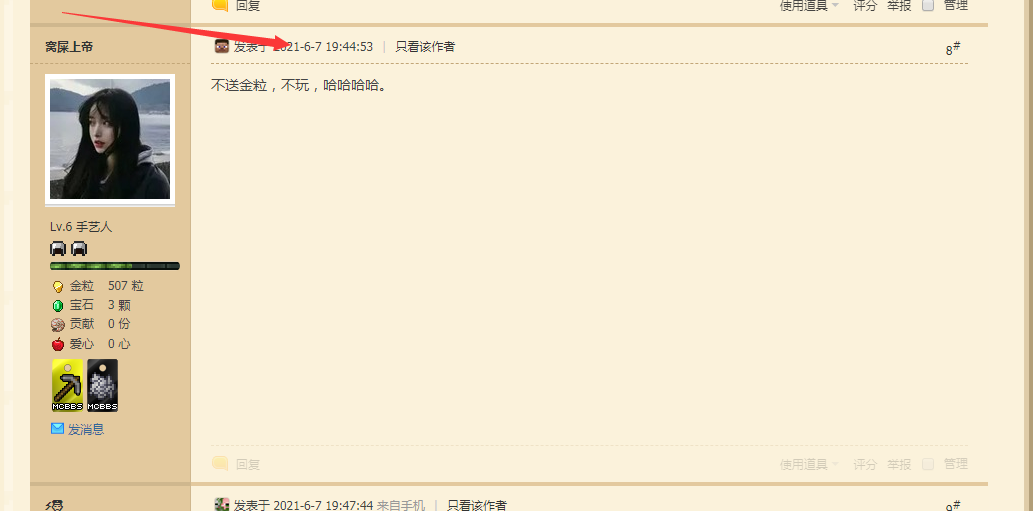 回复 使用道具 评分 举报 管理
窝屎上帝
发表于 2021-6-7 19:44:53 | 只看该作者 8#
不送金粒，不玩，哈哈哈哈。
Lv.6 手艺人
金粒 507 粒
宝石 3 颗
贡献 0 份
爱心 0 心
MCBBS MCBBS
发消息
回复 使用道具 评分 举报 管理
发表于 2021-6-7 19:47:44 来自手机 | 只看该作者 9#